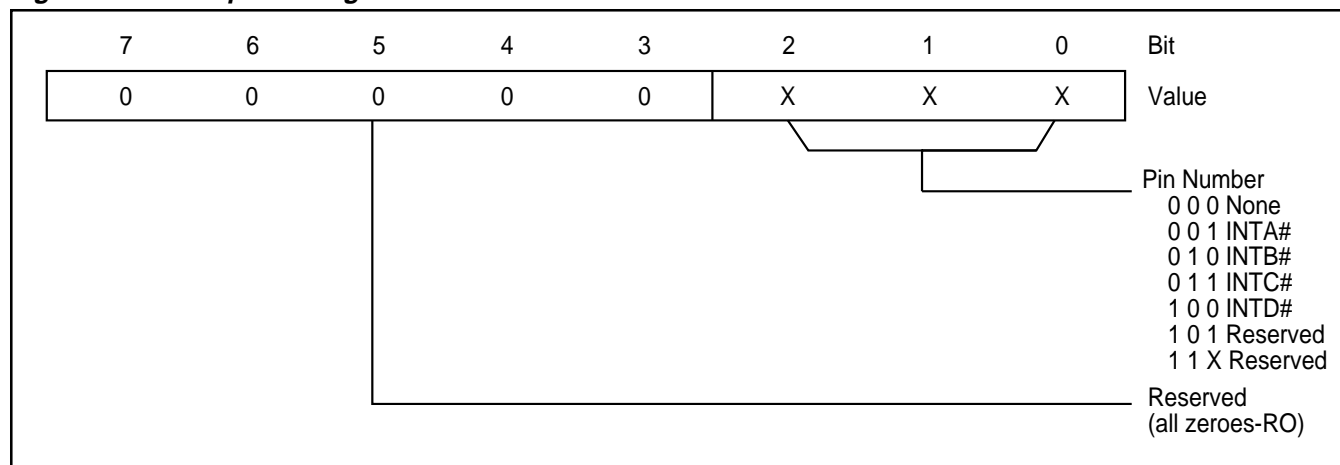 7 6 5 4 3 2 1 0 Bit
0 0 0 0 0 X X X Value
Pin Number
0 0 0 None
0 0 1 INTA#
0 1 0 INTB#
0 1 1 INTC#
1 0 0 INTD#
1 0 1 Reserved
1 1 X Reserved
Reserved
(all zeroes-RO)